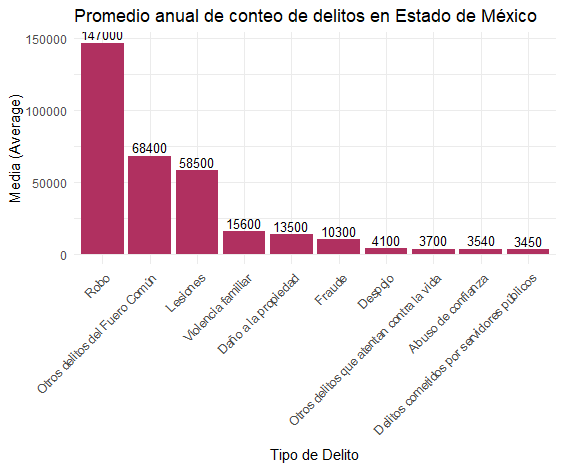 Promedio anual de conteo de delitos en Estado de México
Media (Average)
150000
100000
50000
0
147000
68400
58500
15600
13500
10300
4100
3700
3540
3450
Robo
Otros delitos del Fuero Común
Lesiones
Violencia familiar
Daño a la propiedad
Fraude
Despojo
Otros delitos que atentan contra la vida
Abuso de confianza
Delitos cometidos por servidores públicos
Tipo de Delito